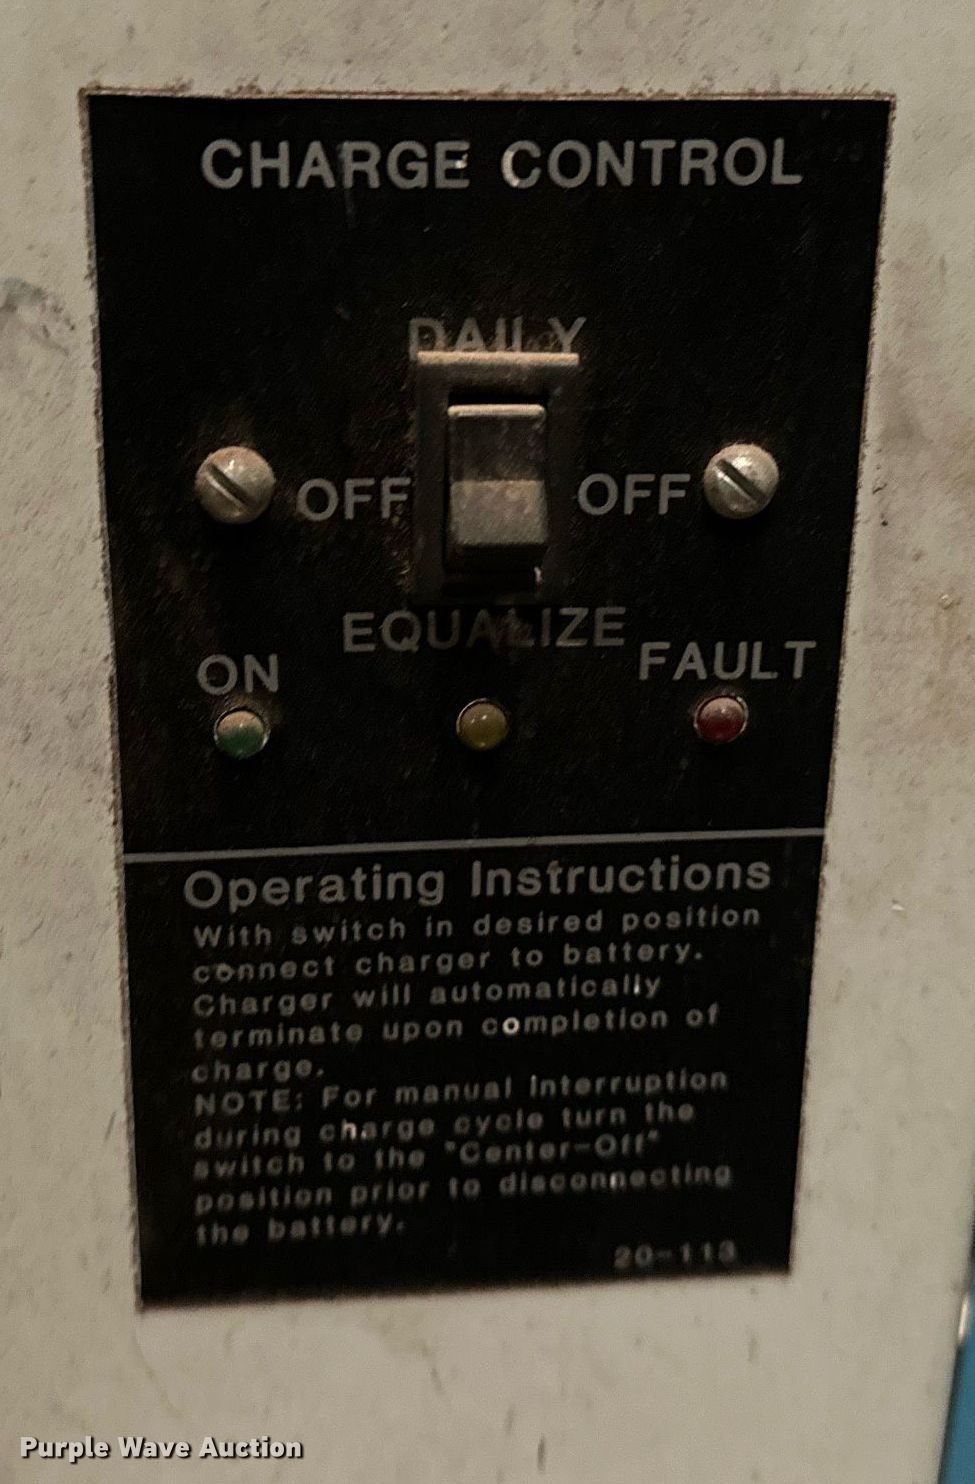 CHARGE CONTROL
DAILY
OFF OFF
EQUALIZE
ON FAULT
Operating Instructions
With switch in desired position
connect charger to battery.
Charger will automatically
terminate upon completion of
charge.
NOTE: For manual interruption
during charge cycle turn the
switch to the "Center-Off"
position prior to disconnecting
the battery.
20-113
Purple Wave Auction